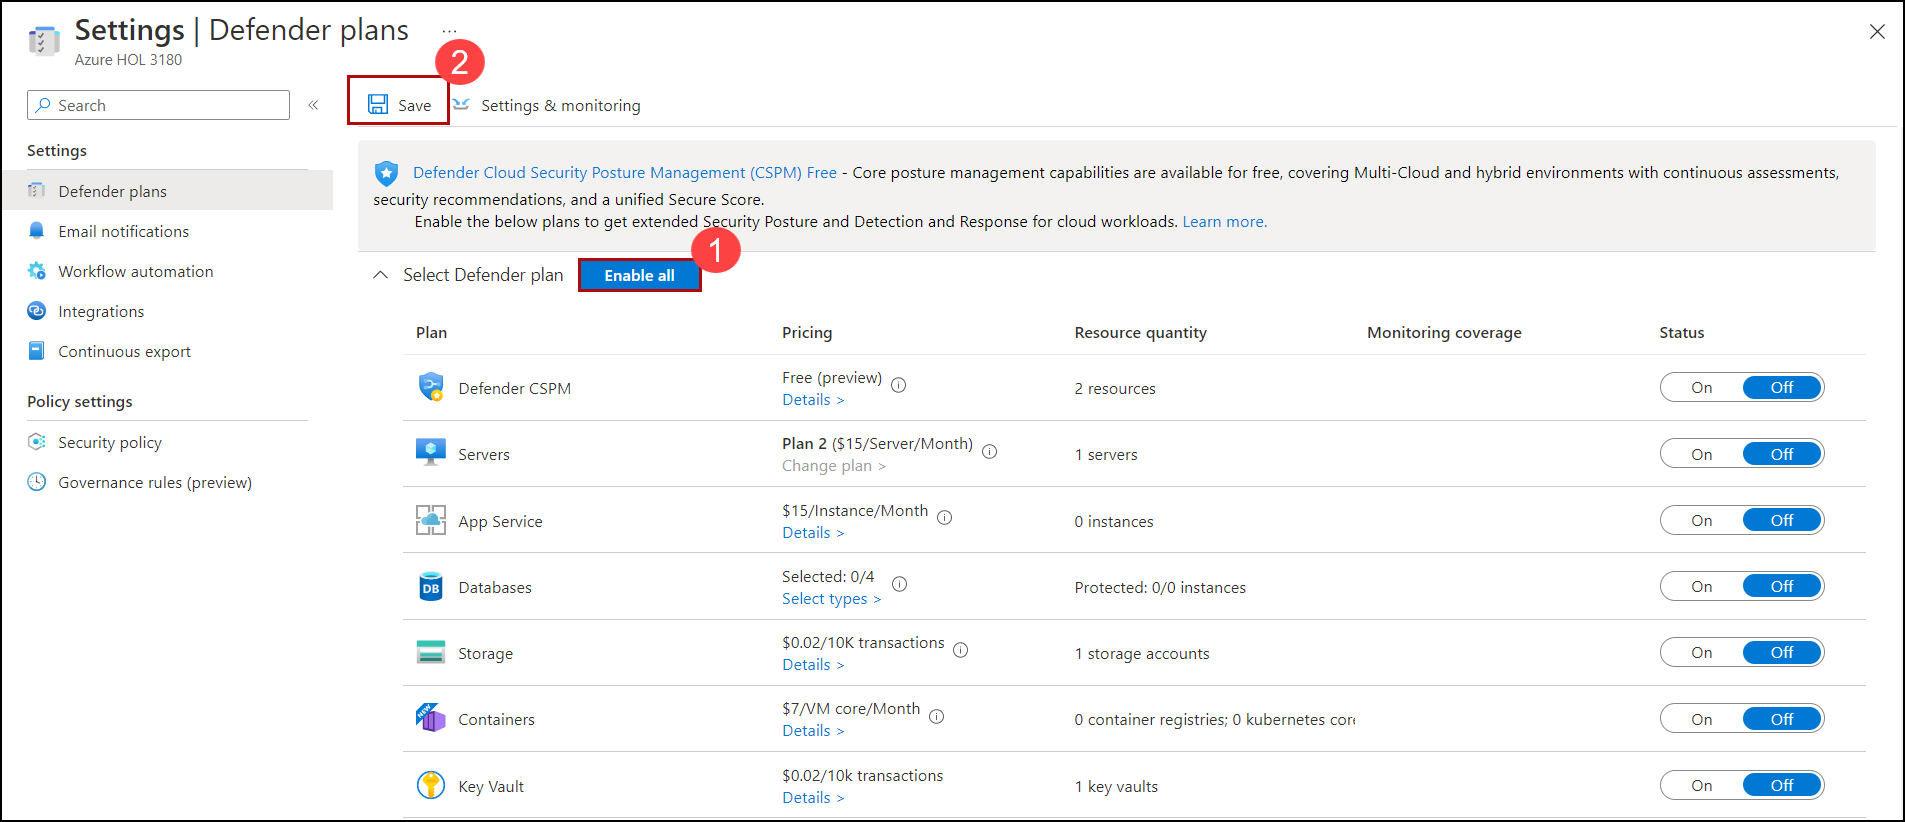 Settings | Defender plans ...
Azure HOL 3180
2
Search «
Save Settings & monitoring
Settings
Defender plans
Email notifications
Workflow automation
Integrations
Continuous export
Policy settings
Security policy
Governance rules (preview)
Defender Cloud Security Posture Management (CSPM) Free - Core posture management capabilities are available for free, covering Multi-Cloud and hybrid environments with continuous assessments,
security recommendations, and a unified Secure Score.
Enable the below plans to get extended Security Posture and Detection and Response for cloud workloads. Learn more.
1
Select Defender plan Enable all
Plan Pricing Resource quantity Monitoring coverage Status
Defender CSPM Free (preview) 2 resources On Off
Details >
Servers Plan 2 ($15/Server/Month) 1 servers On Off
Change plan >
App Service $15/Instance/Month 0 instances On Off
Details >
Databases Selected: 0/4 Protected: 0/0 instances On Off
Select types >
Storage $0.02/10K transactions 1 storage accounts On Off
Details >
Containers $7/VM core/Month 0 container registries; 0 kubernetes core On Off
Details >
NEW
Key Vault $0.02/10k transactions 1 key vaults On Off
Details >
DB